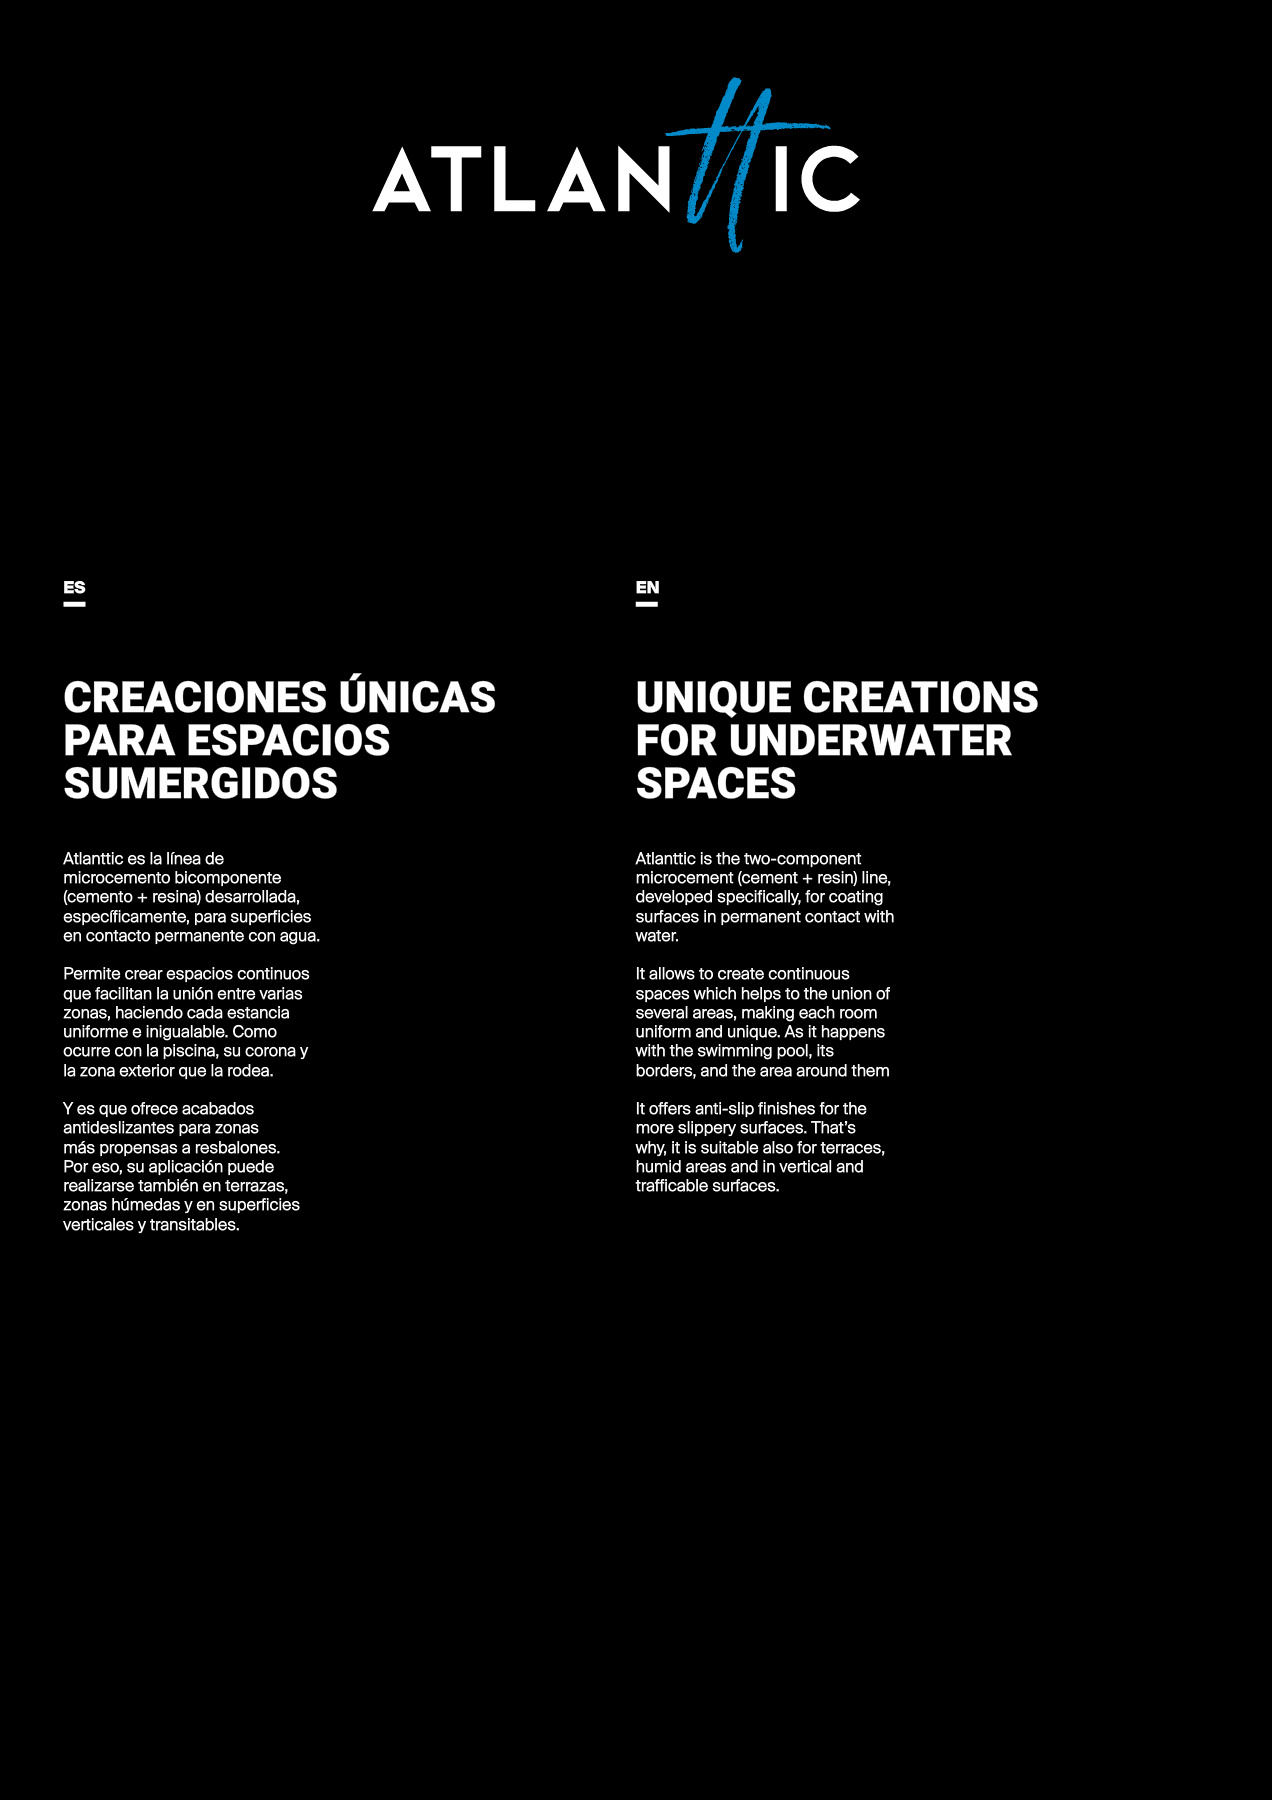 ATLANTTIC
ES
CREACIONES ÚNICAS
PARA ESPACIOS
SUMERGIDOS
Atlanttic es la línea de
microcemento bicomponente
(cemento + resina) desarrollada,
específicamente, para superficies
en contacto permanente con agua.
Permite crear espacios continuos
que facilitan la unión entre varias
zonas, haciendo cada estancia
uniforme e inigualable. Como
ocurre con la piscina, su corona y
la zona exterior que la rodea.
Y es que ofrece acabados
antideslizantes para zonas
más propensas a resbalones.
Por eso, su aplicación puede
realizarse también en terrazas,
zonas húmedas y en superficies
verticales y transitables.
EN
UNIQUE CREATIONS
FOR UNDERWATER
SPACES
Atlanttic is the two-component
microcement (cement + resin) line,
developed specifically, for coating
surfaces in permanent contact with
water.
It allows to create continuous
spaces which helps to the union of
several areas, making each room
uniform and unique. As it happens
with the swimming pool, its
borders, and the area around them
It offers anti-slip finishes for the
more slippery surfaces. That’s
why, it is suitable also for terraces,
humid areas and in vertical and
trafficable surfaces.